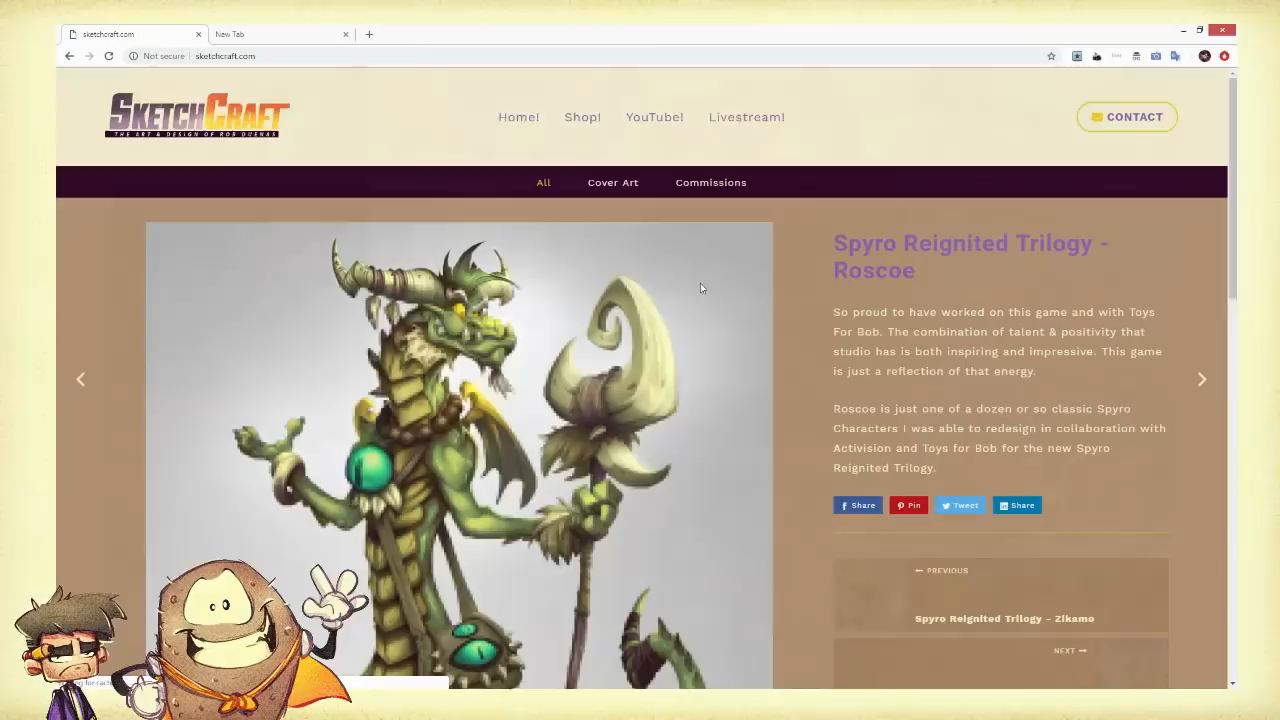 sketchcraft.com
New Tab
Not secure
sketchcraft.com
SKETCHCRAFT
THE ART & DESIGN OF ROB DUENAS
Home!
Shop!
YouTube!
Livestream!
CONTACT
All
Cover Art
Commissions
Spyro Reignited Trilogy -
Roscoe
So proud to have worked on this game and with Toys
For Bob. The combination of talent & positivity that
studio has is both inspiring and impressive. This game
is just a reflection of that energy.
Roscoe is just one of a dozen or so classic Spyro
Characters I was able to redesign in collaboration with
Activision and Toys for Bob for the new Spyro
Reignited Trilogy.
Share
Pin
Tweet
Share
PREVIOUS
Spyro Reignited Trilogy - Zikamo
NEXT